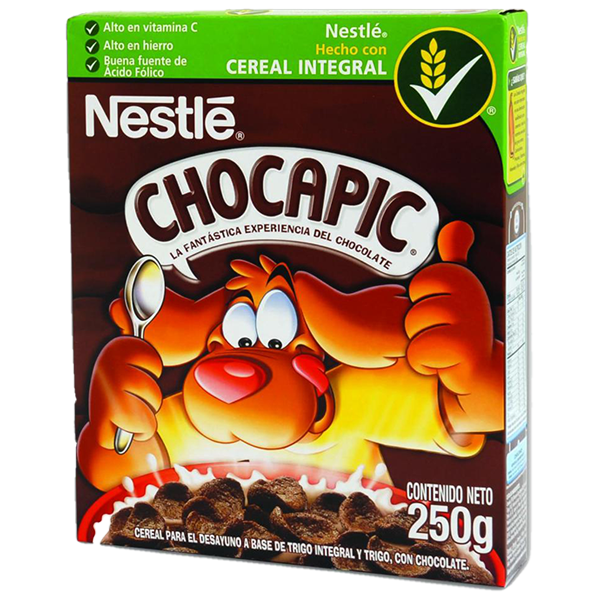 Alto en vitamina C
Alto en hierro
Buena fuente de
Ácido Fólico
Nestlé®
Hecho con
CEREAL INTEGRAL
®
Nestlé®
CHOCAPIC®
LA FANTÁSTICA EXPERIENCIA DEL CHOCOLATE
CONTENIDO NETO
250g
CEREAL PARA EL DESAYUNO A BASE DE TRIGO INTEGRAL Y TRIGO, CON CHOCOLATE.